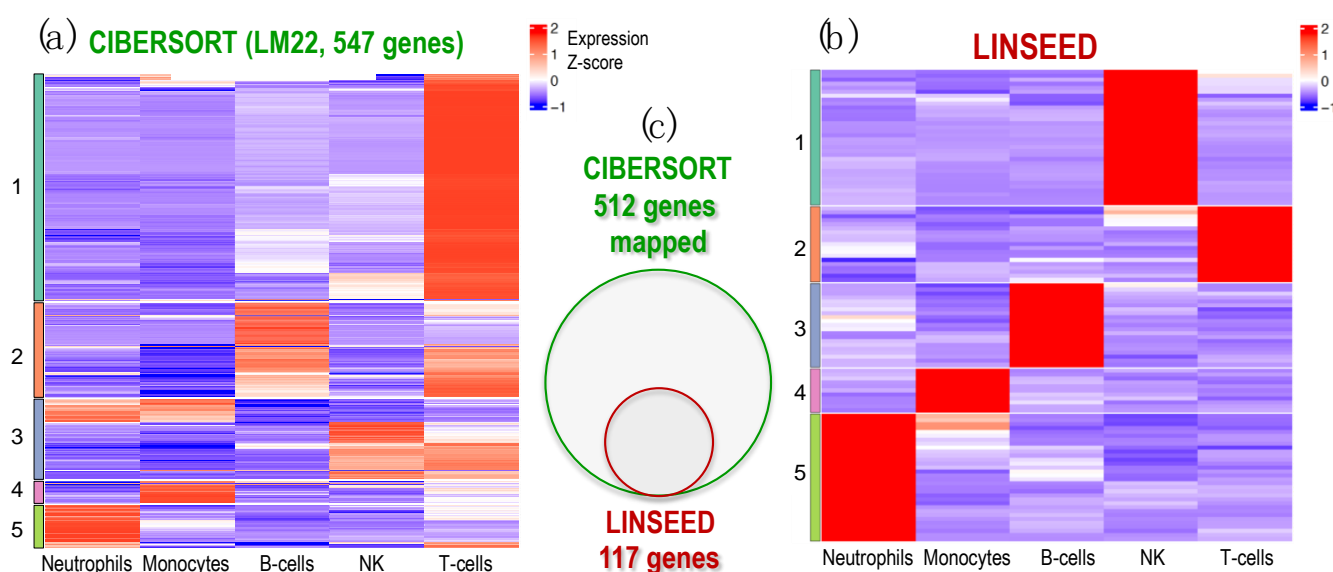 (a) CIBERSORT (LM22, 547 genes)
2
1
0
−1
Expression
Z-score
1
2
3
4
5
Neutrophils Monocytes B-cells NK T-cells
(c)
CIBERSORT
512 genes
mapped
LINSEED
117 genes
(b) LINSEED
2
1
0
−1
1
2
3
4
5
Neutrophils Monocytes B-cells NK T-cells